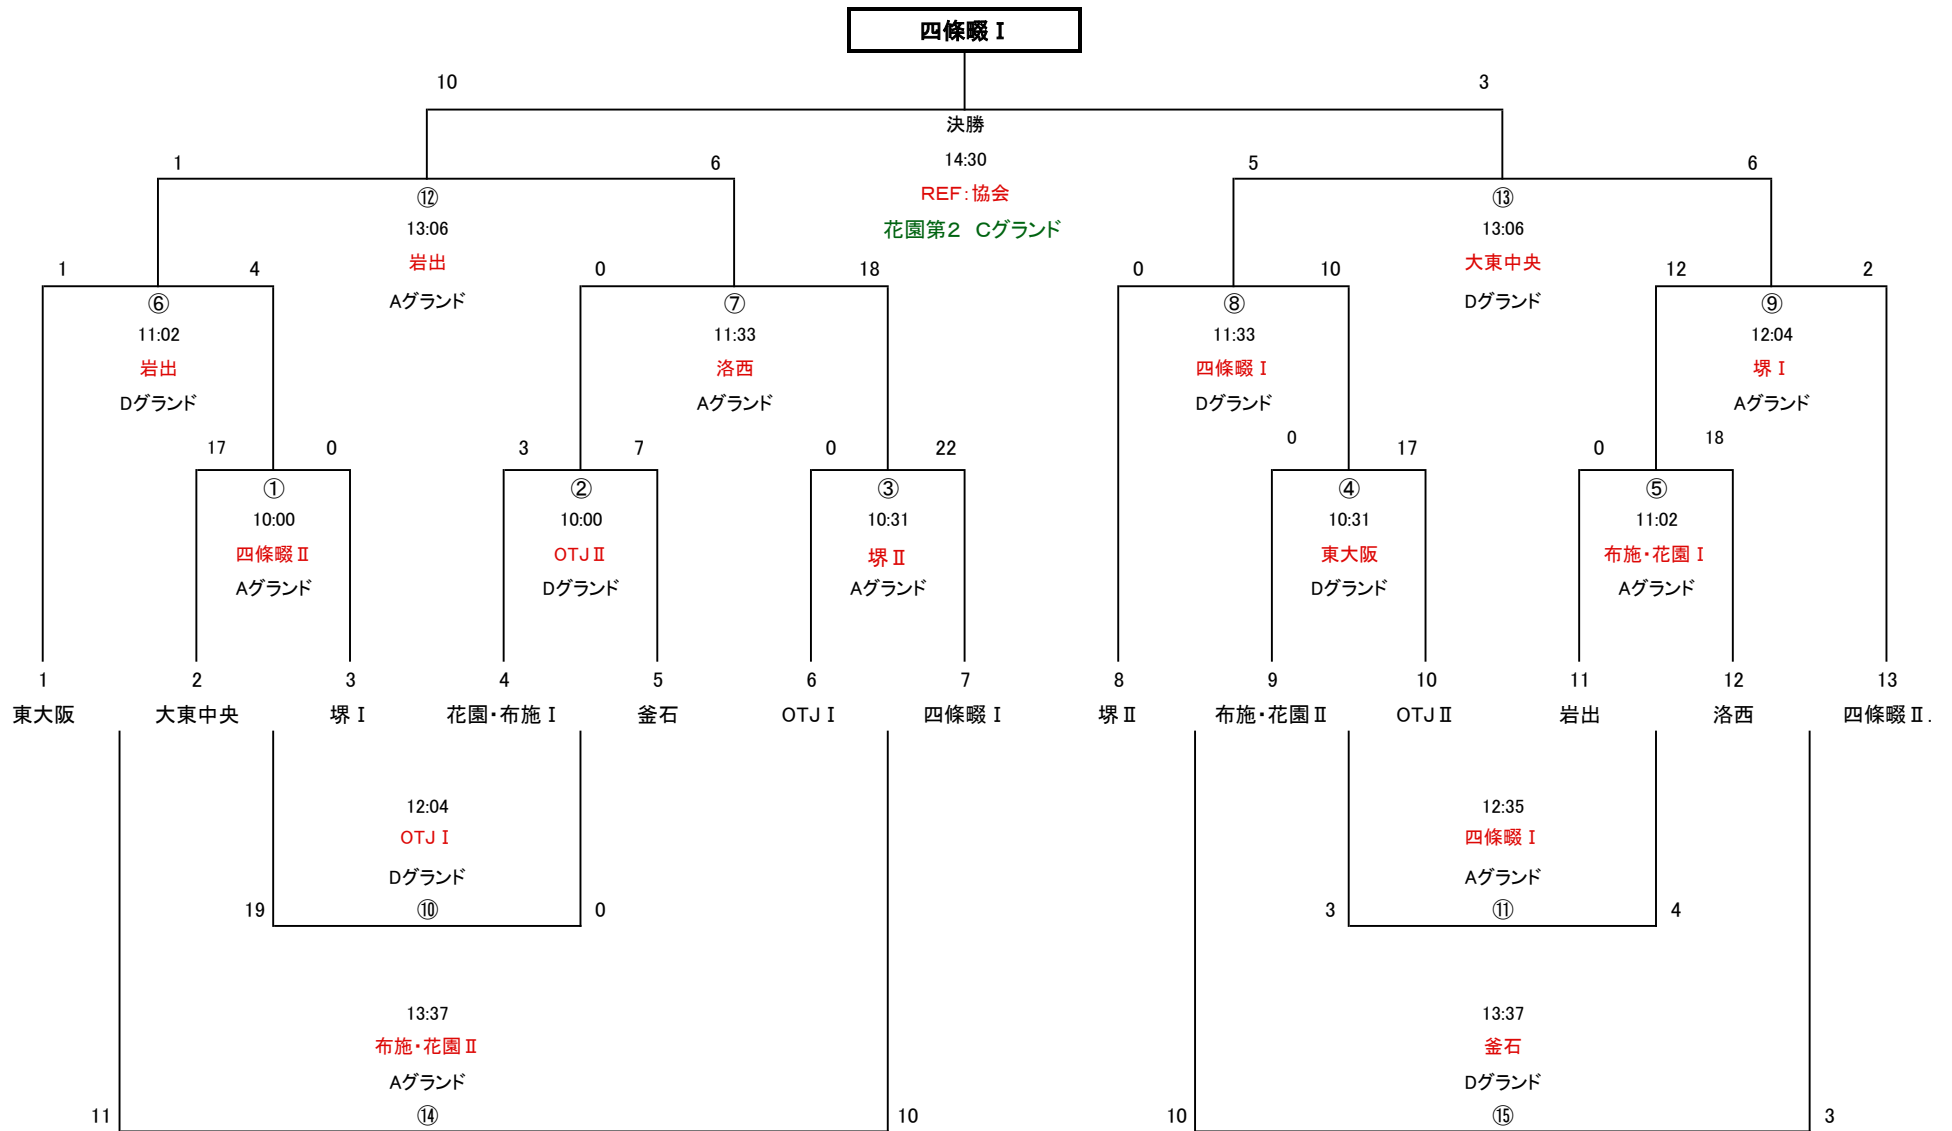 四條畷Ⅰ
10 3
決勝
1 6 14:30 5 6
⑫ REF:協会 ⑬
13:06 花園第2 Cグランド 13:06
岩出 大東中央
1 4 0 18 0 10 12 2
Aグランド Dグランド
⑥ ⑦ ⑧ ⑨
11:02 11:33 11:33 12:04
岩出 洛西 四條畷Ⅰ 堺Ⅰ
Dグランド Aグランド Dグランド Aグランド
17 0 3 7 0 22 0 17 0 18
① ② ③ ④ ⑤
10:00 10:00 10:31 10:31 11:02
四條畷Ⅱ OTJⅡ 堺Ⅱ 東大阪 布施・花園Ⅰ
Aグランド Dグランド Aグランド Dグランド Aグランド
1 2 3 4 5 6 7 8 9 10 11 12 13
東大阪 大東中央 堺Ⅰ 花園・布施Ⅰ 釜石 OTJⅠ 四條畷Ⅰ 堺Ⅱ 布施・花園Ⅱ OTJⅡ 岩出 洛西 四條畷Ⅱ.
12:04 12:35
OTJⅠ 四條畷Ⅰ
Dグランド Aグランド
19 ⑩ 0 3 ⑪ 4
13:37 13:37
布施・花園Ⅱ 釜石
Aグランド Dグランド
11 ⑭ 10 10 ⑮ 3